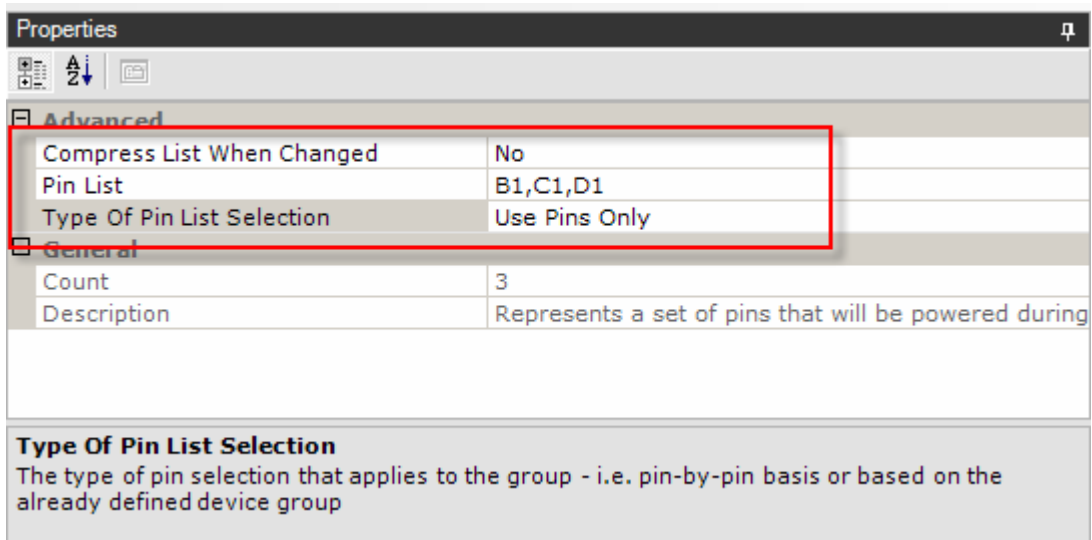 Properties
Advanced
Compress List When Changed No
Pin List B1,C1,D1
Type Of Pin List Selection Use Pins Only
General
Count 3
Description Represents a set of pins that will be powered during
Type Of Pin List Selection
The type of pin selection that applies to the group - i.e. pin-by-pin basis or based on the
already defined device group